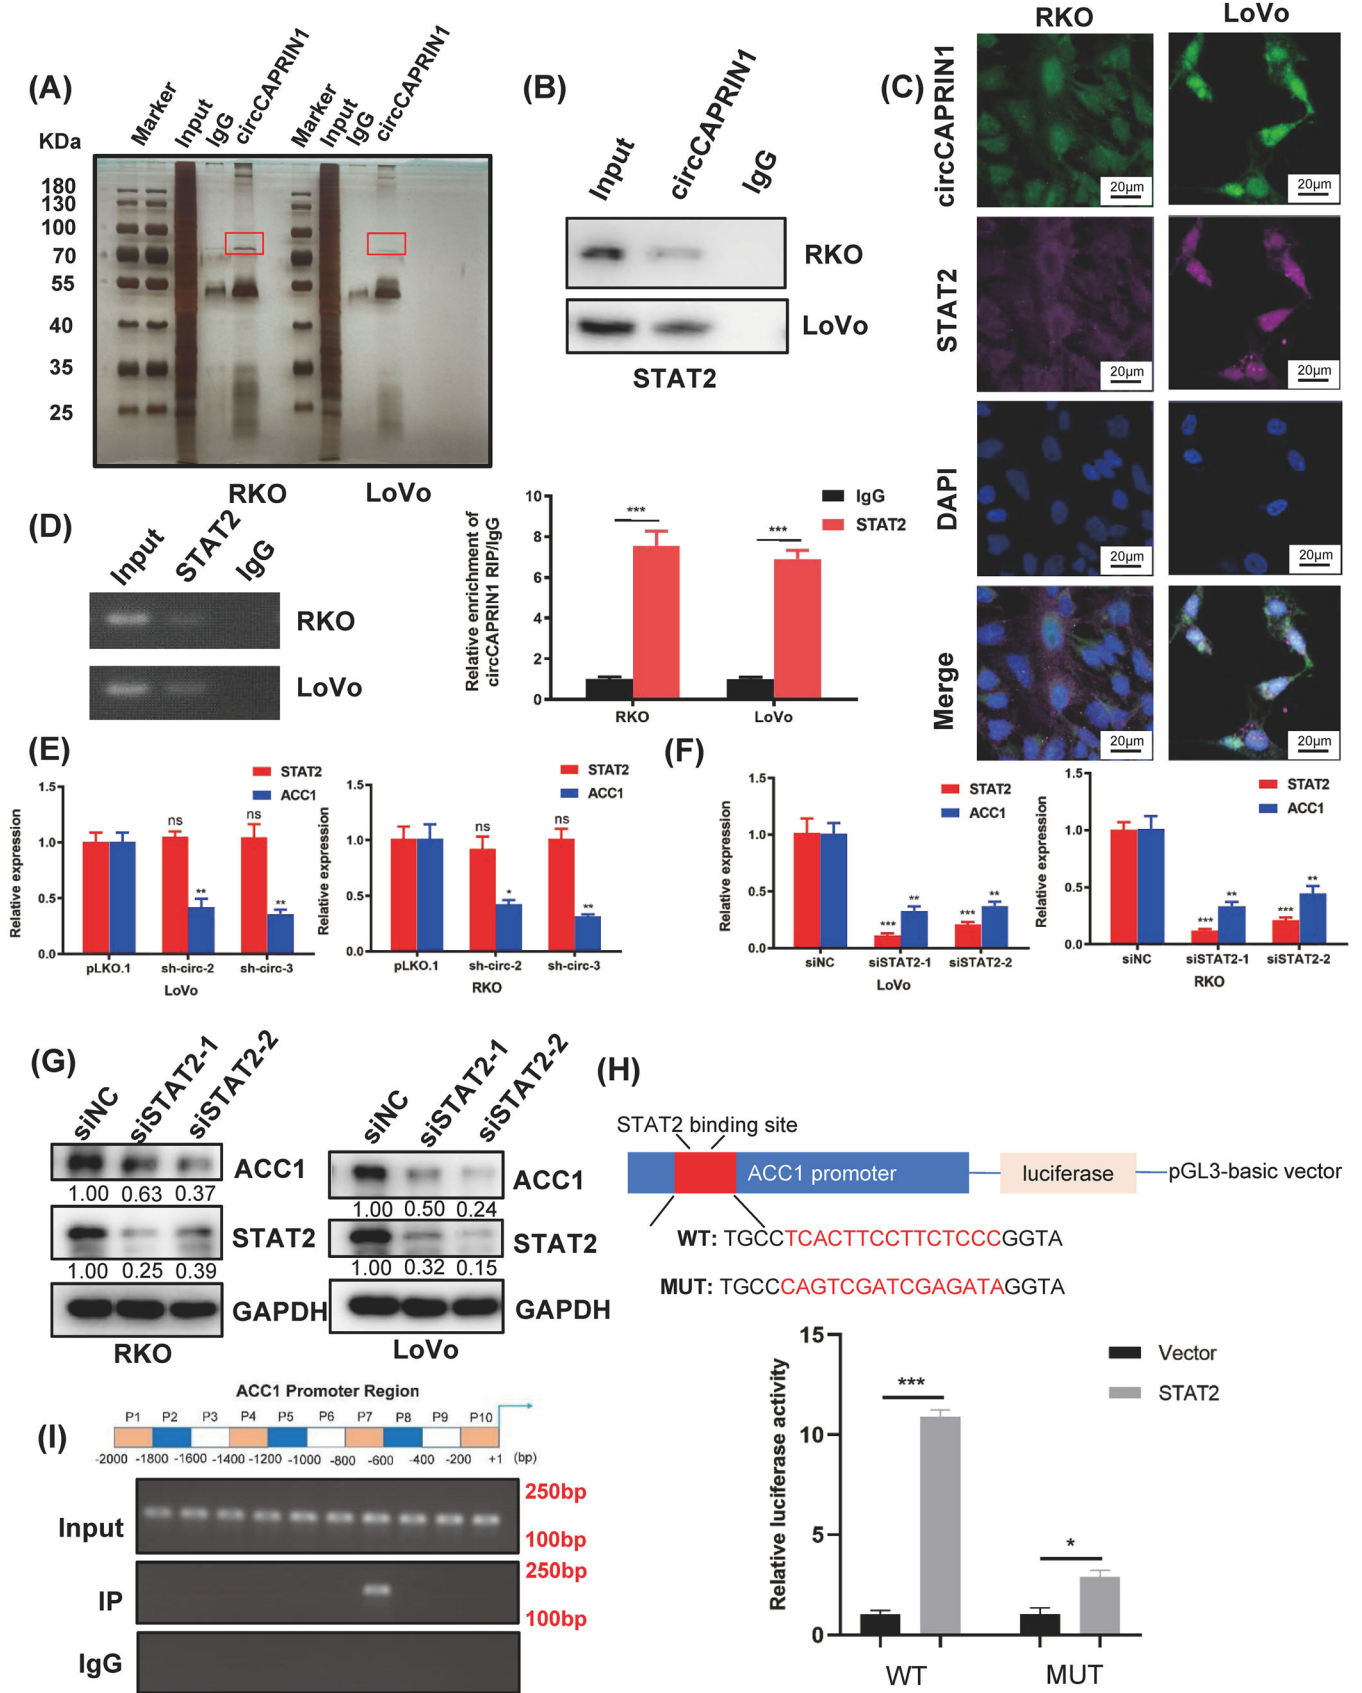 (A)
KDa
Marker
Input
IgG
circCAPRIN1
Marker
Input
IgG
circCAPRIN1
180
130
100
70
55
40
35
25
RKO
LoVo
(B)
Input
circCAPRIN1
IgG
RKO
LoVo
STAT2
(C)
RKO
LoVo
circCAPRIN1
20μm
20μm
STAT2
20μm
20μm
DAPI
20μm
20μm
Merge
20μm
20μm
(D)
Input
STAT2
IgG
RKO
LoVo
Relative enrichment of
circCAPRIN1 RIP/IgG
10
8
6
4
2
0
***
***
IgG
STAT2
RKO
LoVo
(E)
Relative expression
1.5
1.0
0.5
0.0
STAT2
ACC1
ns
**
ns
**
pLKO.1
sh-circ-2
sh-circ-3
LoVo
Relative expression
1.5
1.0
0.5
0.0
STAT2
ACC1
ns
*
ns
**
pLKO.1
sh-circ-2
sh-circ-3
RKO
(F)
Relative expression
1.5
1.0
0.5
0.0
STAT2
ACC1
***
**
***
**
siNC
siSTAT2-1
siSTAT2-2
LoVo
Relative expression
1.5
1.0
0.5
0.0
STAT2
ACC1
***
**
***
**
siNC
siSTAT2-1
siSTAT2-2
RKO
(G)
siNC
siSTAT2-1
siSTAT2-2
ACC1
1.00 0.63 0.37
STAT2
1.00 0.25 0.39
GAPDH
RKO
siNC
siSTAT2-1
siSTAT2-2
ACC1
1.00 0.50 0.24
STAT2
1.00 0.32 0.15
GAPDH
LoVo
(H)
STAT2 binding site
ACC1 promoter
luciferase
pGL3-basic vector
WT: TGCCTCACTTCCTTCTCCCGGTA
MUT: TGCCCAGTCGATCGAGATAGGTA
Relative luciferase activity
15
10
5
0
***
*
Vector
STAT2
WT
MUT
(I)
ACC1 Promoter Region
P1 P2 P3 P4 P5 P6 P7 P8 P9 P10
-2000 -1800 -1600 -1400 -1200 -1000 -800 -600 -400 -200 +1 (bp)
Input
250bp
100bp
IP
250bp
100bp
IgG